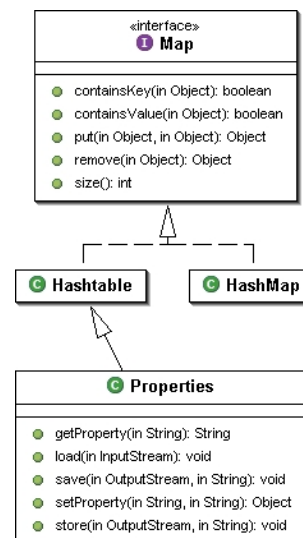 «interface»
I Map
containsKey(in Object): boolean
containsValue(in Object): boolean
put(in Object, in Object): Object
remove(in Object): Object
size(): int
C Hashtable
C HashMap
C Properties
getProperty(in String): String
load(in InputStream): void
save(in OutputStream, in String): void
setProperty(in String, in String): Object
store(in OutputStream, in String): void